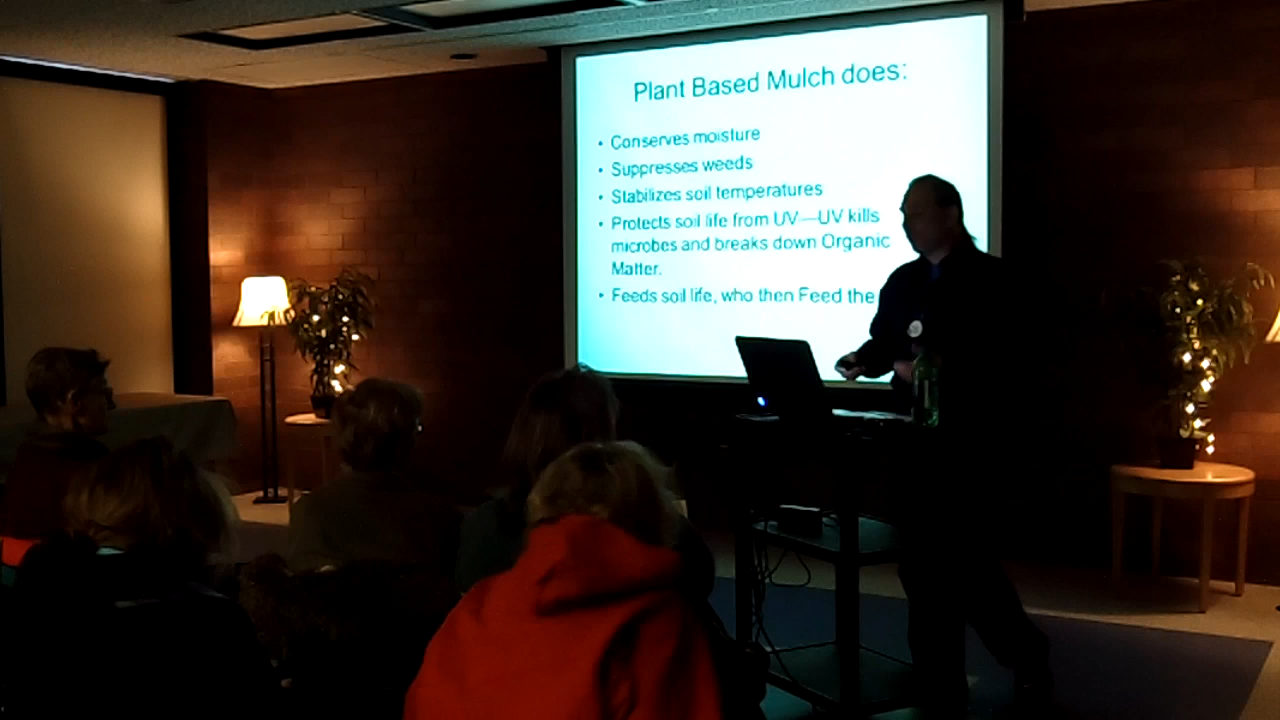 Plant Based Mulch does:
• Conserves moisture
• Suppresses weeds
• Stabilizes soil temperatures
• Protects soil life from UV—UV kills
microbes and breaks down Organic
Matter.
• Feeds soil life, who then Feed the